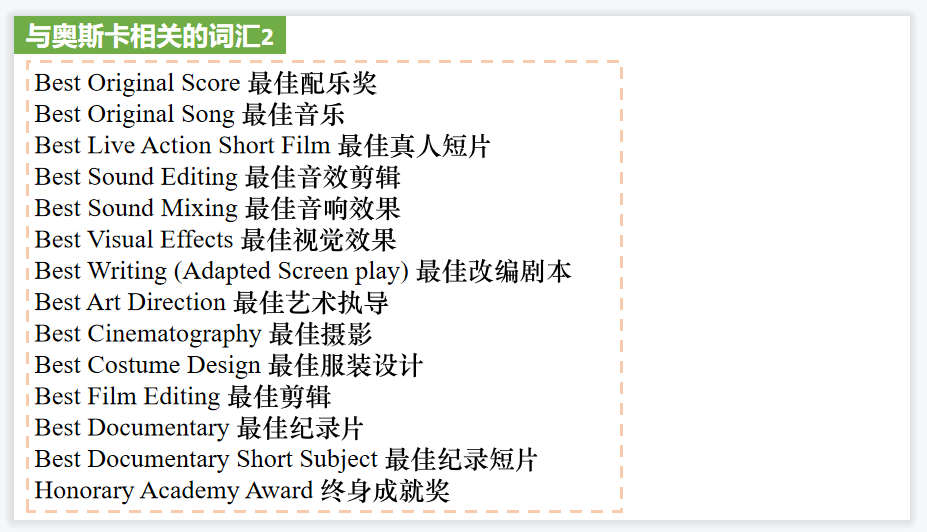 与奥斯卡相关的词汇2
Best Original Score 最佳配乐奖
Best Original Song 最佳音乐
Best Live Action Short Film 最佳真人短片
Best Sound Editing 最佳音效剪辑
Best Sound Mixing 最佳音响效果
Best Visual Effects 最佳视觉效果
Best Writing (Adapted Screen play) 最佳改编剧本
Best Art Direction 最佳艺术执导
Best Cinematography 最佳摄影
Best Costume Design 最佳服装设计
Best Film Editing 最佳剪辑
Best Documentary 最佳纪录片
Best Documentary Short Subject 最佳纪录短片
Honorary Academy Award 终身成就奖